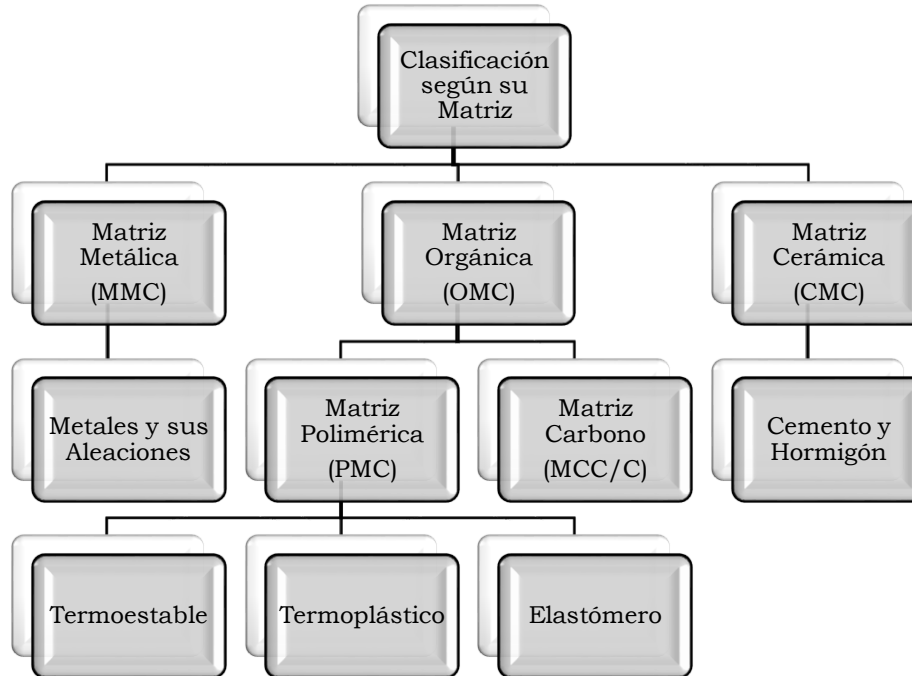 Clasificación
según su
Matriz
Matriz
Metálica
(MMC)
Matriz
Orgánica
(OMC)
Matriz
Cerámica
(CMC)
Metales y sus
Aleaciones
Matriz
Polimérica
(PMC)
Matriz
Carbono
(MCC/C)
Cemento y
Hormigón
Termoestable
Termoplástico
Elastómero